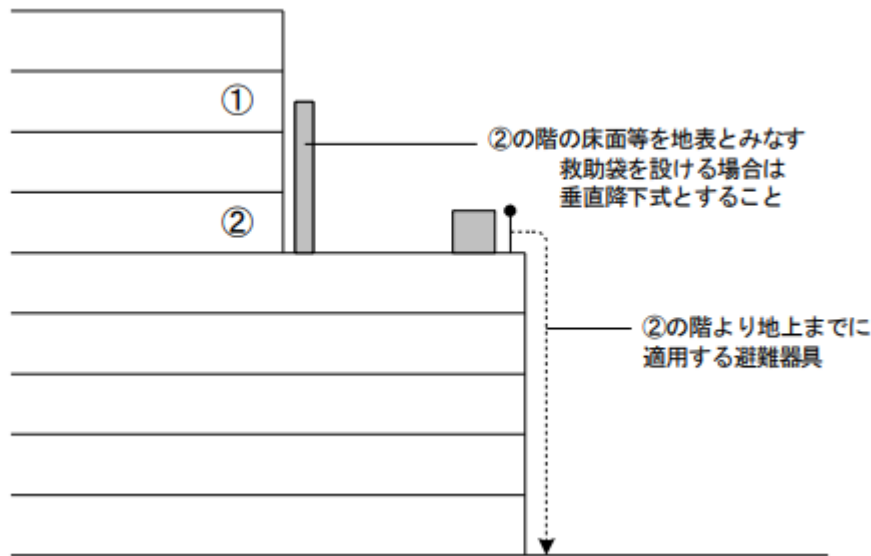 ①
②の階の床面等を地表とみなす
救助袋を設ける場合は
垂直降下式とすること
②
②の階より地上までに
適用する避難器具